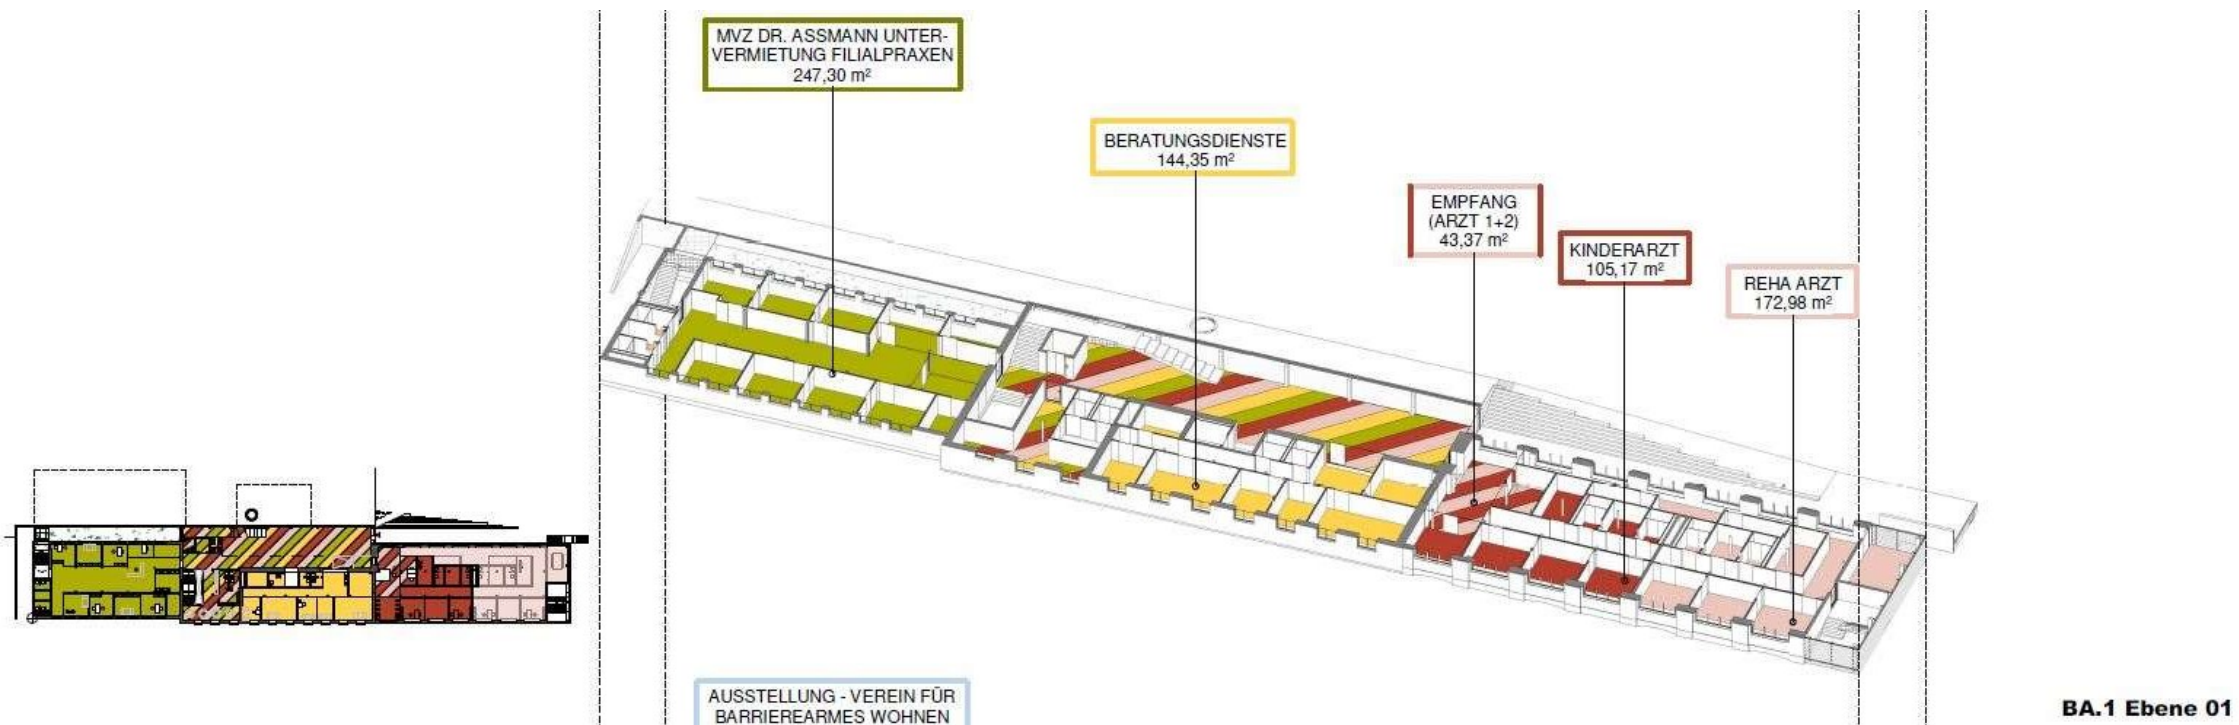 MVZ DR. ASSMANN UNTER-
VERMIETUNG FILIALPRAXEN
247,30 m²
BERATUNGSDIENSTE
144,35 m²
EMPFANG
(ARZT 1+2)
43,37 m²
KINDERARZT
105,17 m²
REHA ARZT
172,98 m²
AUSSTELLUNG - VEREIN FÜR
BARRIEREARMES WOHNEN
BA.1 Ebene 01